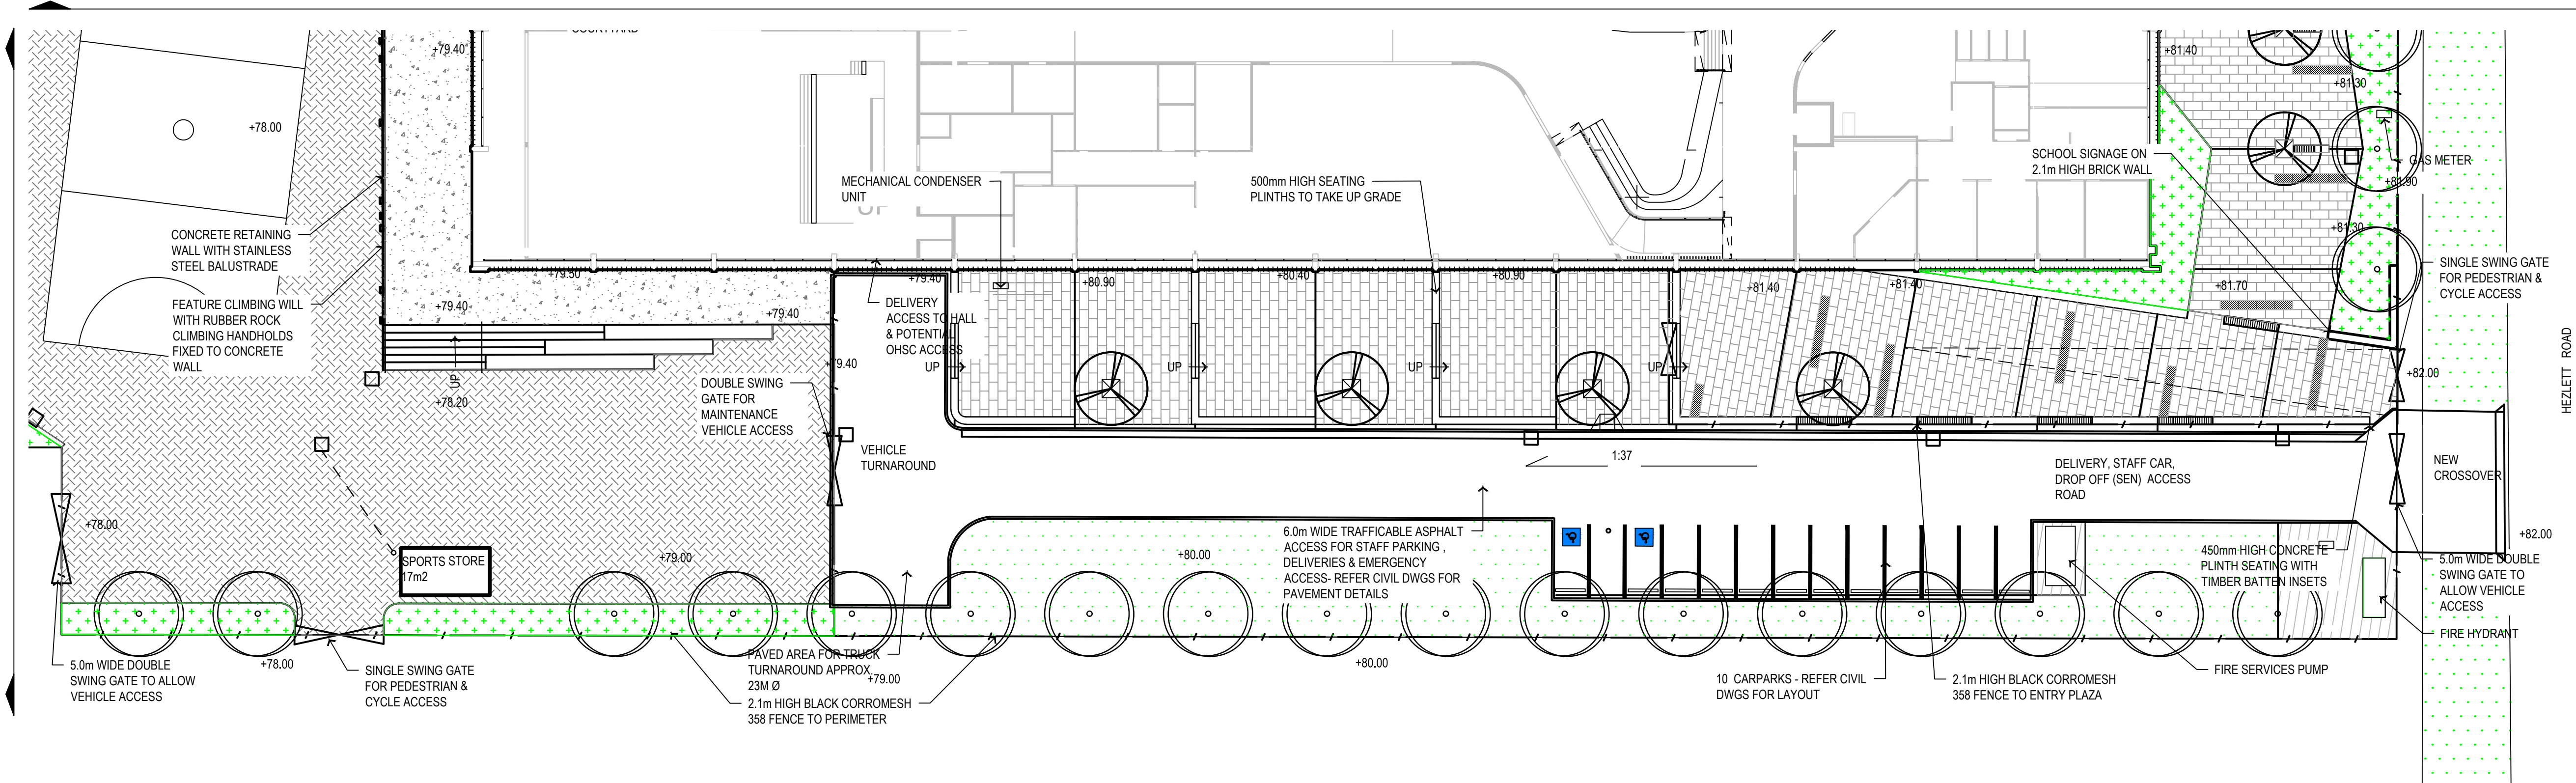 +79.40
+81.40
+81.30
+78.00
SCHOOL SIGNAGE ON
2.1m HIGH BRICK WALL
GAS METER
+81.90
MECHANICAL CONDENSER
UNIT
UP
500mm HIGH SEATING
PLINTHS TO TAKE UP GRADE
CONCRETE RETAINING
WALL WITH STAINLESS
STEEL BALUSTRADE
+81.30
SINGLE SWING GATE
FOR PEDESTRIAN &
CYCLE ACCESS
+79.50
+79.40
+80.90
+80.40
+80.90
+81.40
+81.40
+81.70
FEATURE CLIMBING WILL
WITH RUBBER ROCK
CLIMBING HANDHOLDS
FIXED TO CONCRETE
WALL
+79.40
+79.40
DELIVERY
ACCESS TO HALL
& POTENTIAL
OHSC ACCESS
HEZLETT ROAD
+79.40
UP
UP
UP
UP
UP
+82.00
+78.20
DOUBLE SWING
GATE FOR
MAINTENANCE
VEHICLE ACCESS
VEHICLE
TURNAROUND
1:37
DELIVERY, STAFF CAR,
DROP OFF (SEN) ACCESS
ROAD
NEW
CROSSOVER
+78.00
6.0m WIDE TRAFFICABLE ASPHALT
ACCESS FOR STAFF PARKING ,
DELIVERIES & EMERGENCY
ACCESS- REFER CIVIL DWGS FOR
PAVEMENT DETAILS
+82.00
SPORTS STORE
17m2
+79.00
+80.00
450mm HIGH CONCRETE
PLINTH SEATING WITH
TIMBER BATTEN INSETS
5.0m WIDE DOUBLE
SWING GATE TO
ALLOW VEHICLE
ACCESS
FIRE HYDRANT
5.0m WIDE DOUBLE
SWING GATE TO ALLOW
VEHICLE ACCESS
+78.00
SINGLE SWING GATE
FOR PEDESTRIAN &
CYCLE ACCESS
PAVED AREA FOR TRUCK
TURNAROUND APPROX
23M Ø
+79.00
2.1m HIGH BLACK CORROMESH
358 FENCE TO PERIMETER
+80.00
10 CARPARKS - REFER CIVIL
DWGS FOR LAYOUT
2.1m HIGH BLACK CORROMESH
358 FENCE TO ENTRY PLAZA
FIRE SERVICES PUMP